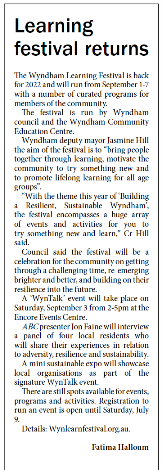 Learning
festival returns
The Wyndham Learning Festival is back
for 2022 and will run from September 1-7
with a number of curated programs for
members of the community.
The festival is run by Wyndham
council and the Wyndham Community
Education Centre.
Wyndham deputy mayor Jasmine Hill
the aim of the festival is to “bring people
together through learning, motivate the
community to try something new and
to promote lifelong learning for all age
groups”.
“With the theme this year of ‘Building
a Resilient, Sustainable Wyndham’,
the festival encompasses a huge array
of events and activities for you to
try something new and learn,” Cr Hill
said.
Council said the festival will be a
celebration for the community on getting
through a challenging time, re emerging
brighter and better, and building on their
resilience into the future.
A ‘WynTalk’ event will take place on
Saturday, September 3 from 2-5pm at the
Encore Events Centre.
ABC presenter Jon Faine will interview
a panel of four local residents who
will share their experiences in relation
to adversity, resilience and sustainability.
A mini sustainable expo will showcase
local organisations as part of the
signature WynTalk event.
There are still spots available for events,
programs and activities. Registration to
run an event is open until Saturday, July
9.
Details: Wynlearnfestival.org.au.
Fatima Halloum